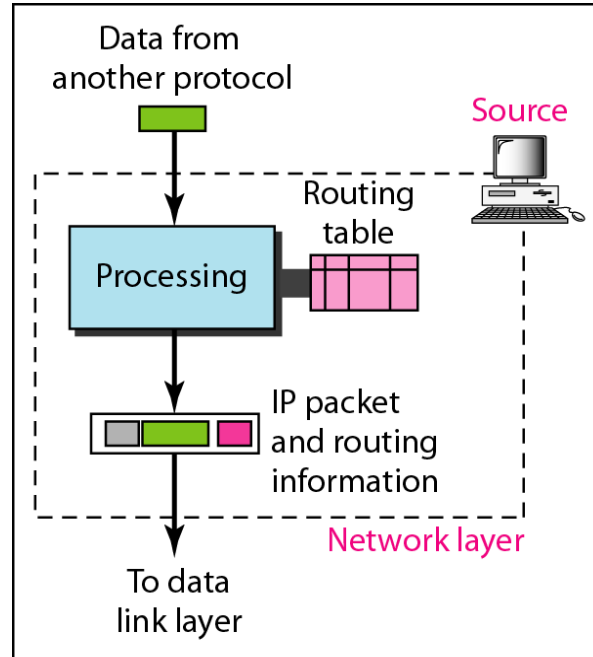 Data from
another protocol
Source
Routing
table
Processing
IP packet
and routing
information
Network layer
To data
link layer